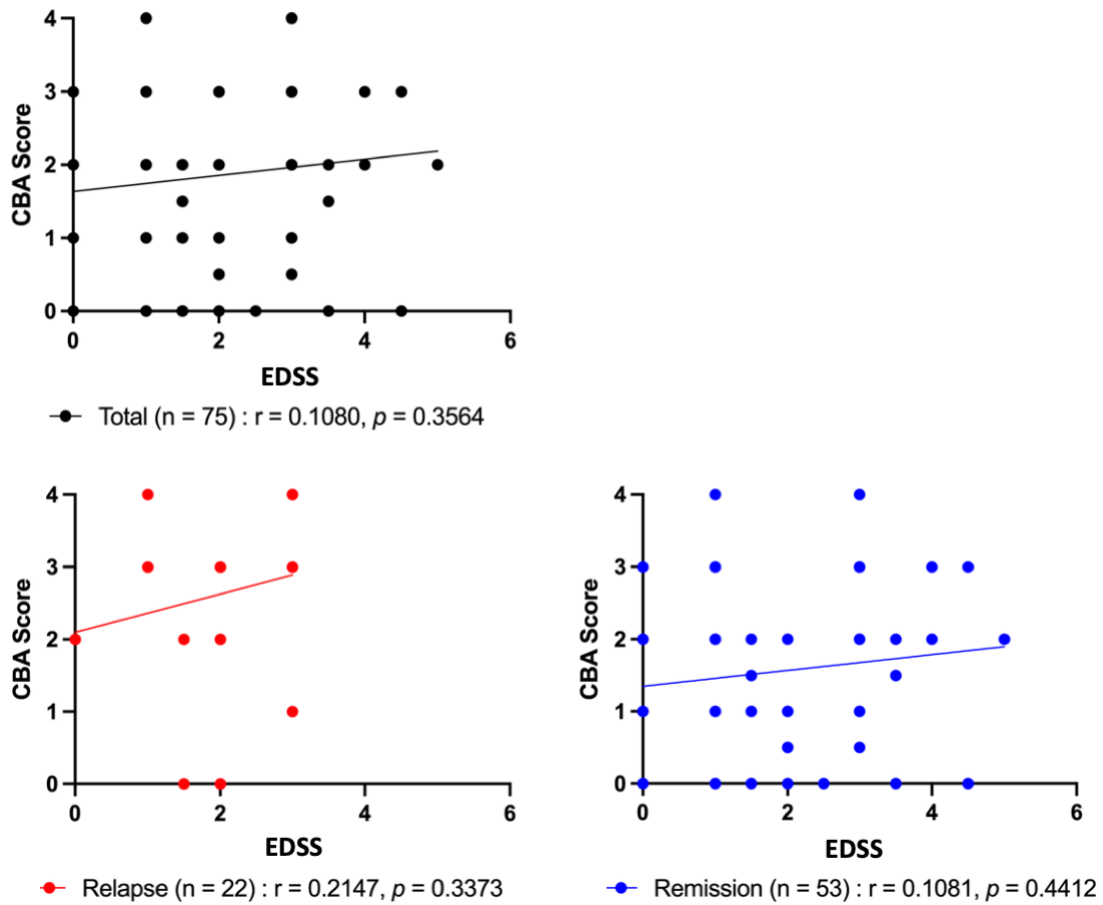 4
3
2
1
0
CBA Score
0 2 4 6
EDSS
Total (n = 75) : r = 0.1080, p = 0.3564
4
3
2
1
0
CBA Score
0 2 4 6
EDSS
Relapse (n = 22) : r = 0.2147, p = 0.3373
4
3
2
1
0
CBA Score
0 2 4 6
EDSS
Remission (n = 53) : r = 0.1081, p = 0.4412